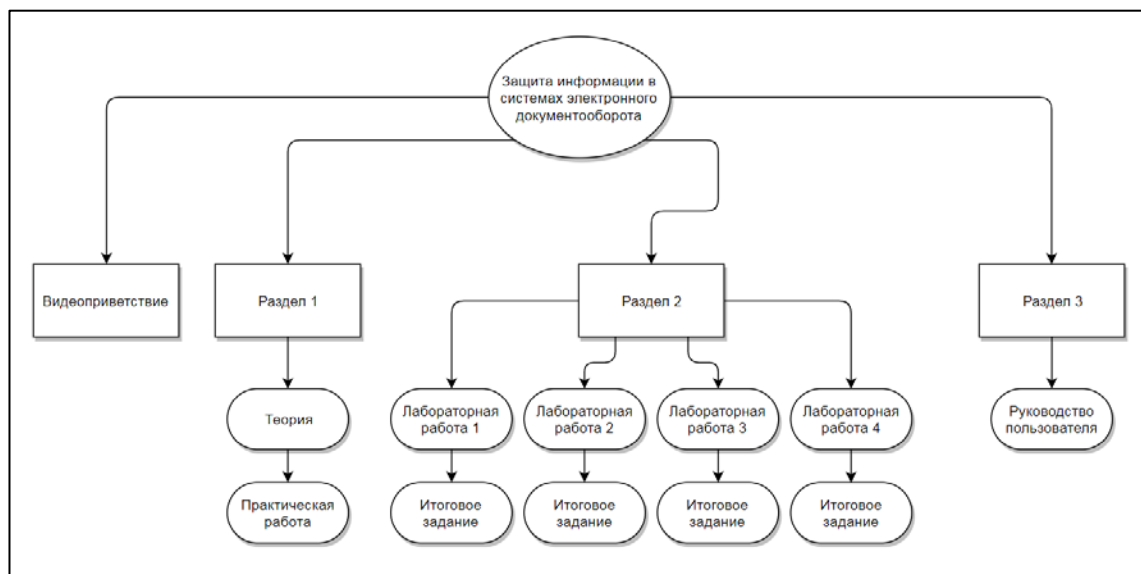 Защита информации в
системах электронного
документооборота
Видеоприветствие
Раздел 1
Раздел 2
Раздел 3
Теория
Лабораторная
работа 1
Лабораторная
работа 2
Лабораторная
работа 3
Лабораторная
работа 4
Руководство
пользователя
Практическая
работа
Итоговое
задание
Итоговое
задание
Итоговое
задание
Итоговое
задание